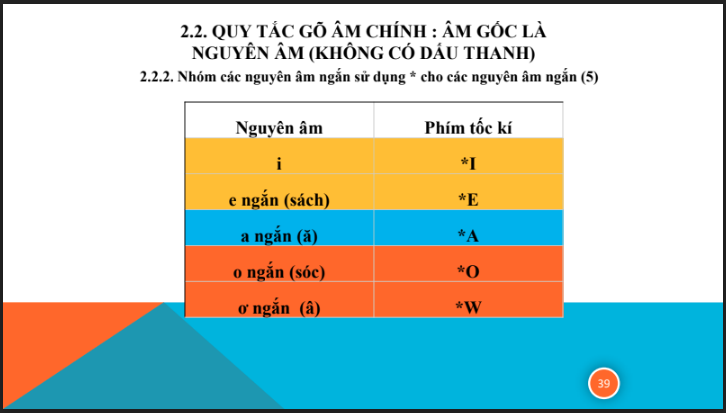 2.2. QUY TẮC GÕ ÂM CHÍNH : ÂM GỐC LÀ
NGUYÊN ÂM (KHÔNG CÓ DẤU THANH)
2.2.2. Nhóm các nguyên âm ngắn sử dụng * cho các nguyên âm ngắn (5)
Nguyên âm Phím tốc kí
i *I
e ngắn (sách) *E
a ngắn (ă) *A
o ngắn (sóc) *O
ơ ngắn (â) *W
39